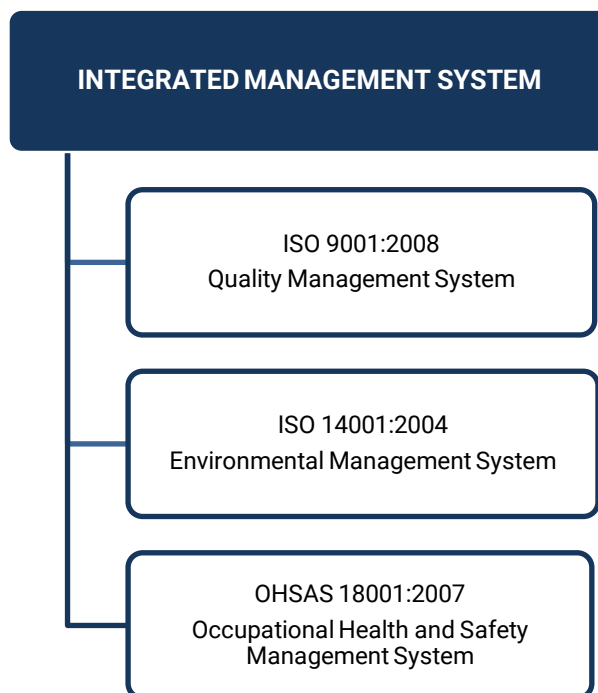 INTEGRATED MANAGEMENT SYSTEM
ISO 9001:2008
Quality Management System
ISO 14001:2004
Environmental Management System
OHSAS 18001:2007
Occupational Health and Safety
Management System